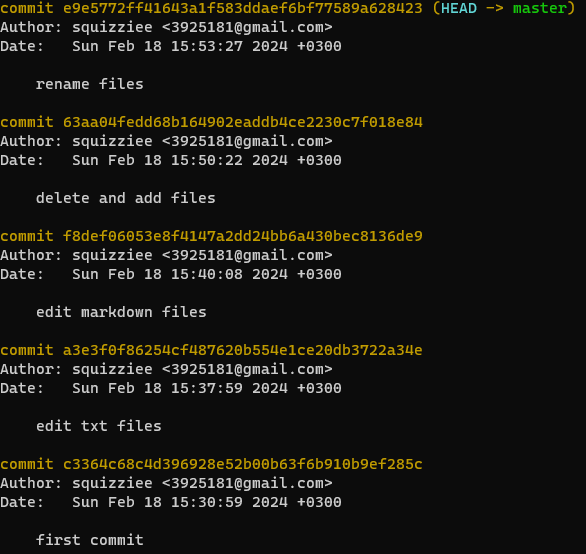 commit e9e5772ff41643a1f583ddaef6bf77589a628423 (HEAD -> master)
Author: squizziee <3925181@gmail.com>
Date:   Sun Feb 18 15:53:27 2024 +0300
rename files
commit 63aa04fedd68b164902eaddb4ce2230c7f018e84
Author: squizziee <3925181@gmail.com>
Date:   Sun Feb 18 15:50:22 2024 +0300
delete and add files
commit f8def06053e8f4147a2dd24bb6a430bec8136de9
Author: squizziee <3925181@gmail.com>
Date:   Sun Feb 18 15:40:08 2024 +0300
edit markdown files
commit a3e3f0f86254cf487620b554e1ce20db3722a34e
Author: squizziee <3925181@gmail.com>
Date:   Sun Feb 18 15:37:59 2024 +0300
edit txt files
commit c3364c68c4d396928e52b00b63f6b910b9ef285c
Author: squizziee <3925181@gmail.com>
Date:   Sun Feb 18 15:30:59 2024 +0300
first commit